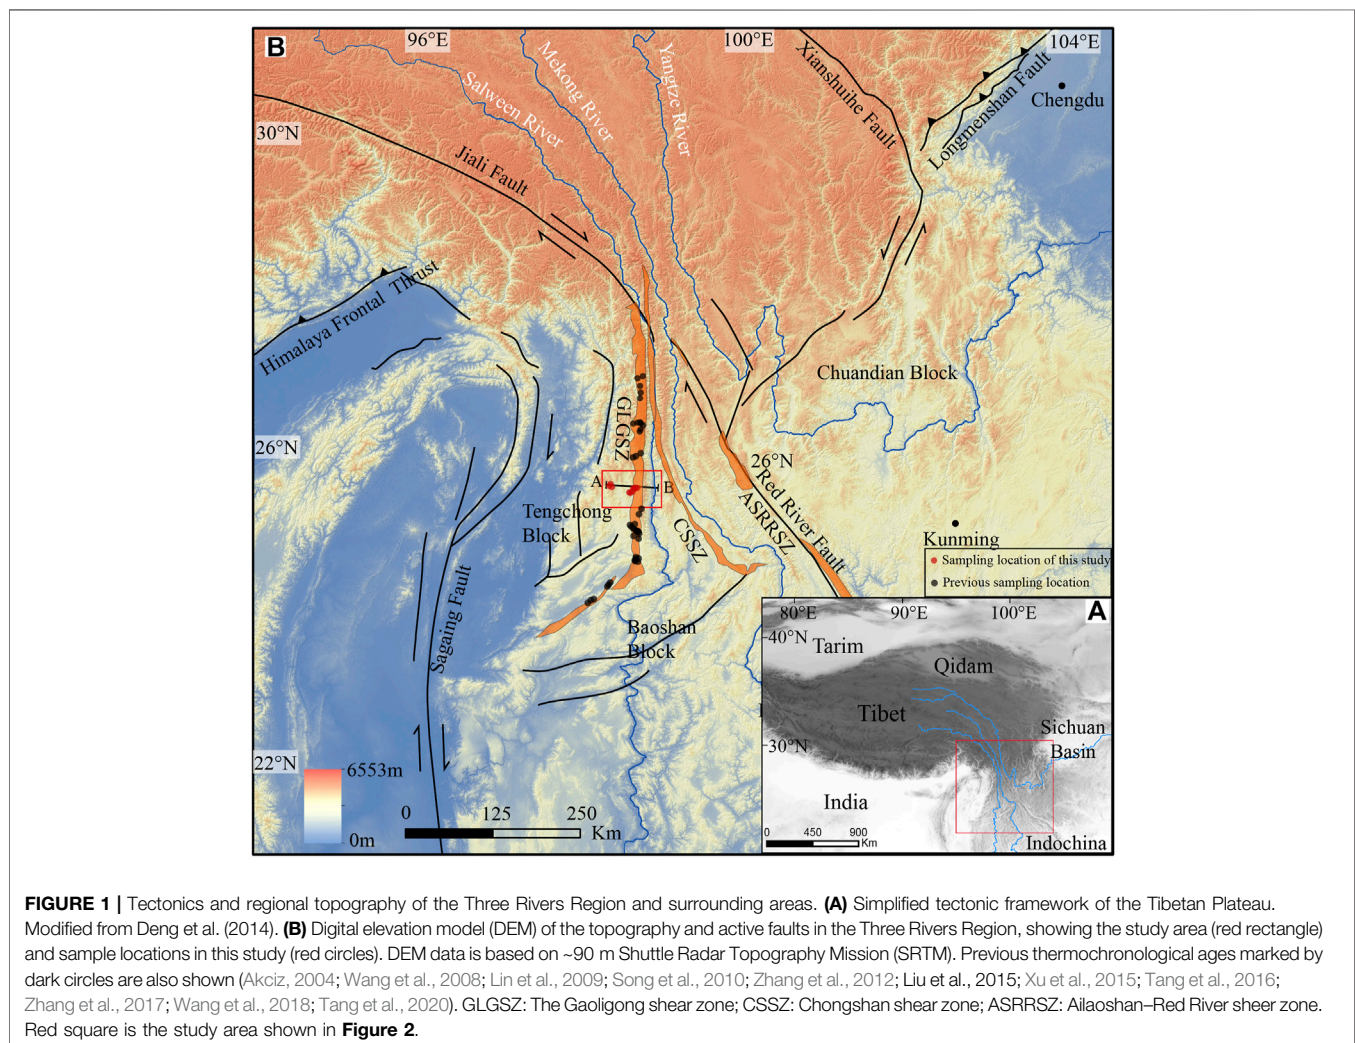 B
96°E
100°E
104°E
Salween River
Mekong River
Yangtze River
Xianshuihe Fault
Longmenshan Fault
Chengdu
30°N
Jiali Fault
Himalaya Frontal Thrust
Chuandian Block
GLGSZ
26°N
26°N
A
B
Red River Fault
Tengchong
Block
CSSZ
ASRRSZ
Kunming
Sampling location of this study
Previous sampling location
Sagaing Fault
Baoshan
Block
22°N
6553m
0m
0
125
250
Km
80°E
90°E
100°E
A
40°N
Tarim
Qidam
Tibet
Sichuan
Basin
30°N
India
0
450
900
Km
Indochina
FIGURE 1 | Tectonics and regional topography of the Three Rivers Region and surrounding areas. (A) Simplified tectonic framework of the Tibetan Plateau.
Modified from Deng et al. (2014). (B) Digital elevation model (DEM) of the topography and active faults in the Three Rivers Region, showing the study area (red rectangle)
and sample locations in this study (red circles). DEM data is based on ~90 m Shuttle Radar Topography Mission (SRTM). Previous thermochronological ages marked by
dark circles are also shown (Akciz, 2004; Wang et al., 2008; Lin et al., 2009; Song et al., 2010; Zhang et al., 2012; Liu et al., 2015; Xu et al., 2015; Tang et al., 2016;
Zhang et al., 2017; Wang et al., 2018; Tang et al., 2020). GLGSZ: The Gaoligong shear zone; CSSZ: Chongshan shear zone; ASRRSZ: Ailaoshan–Red River sheer zone.
Red square is the study area shown in Figure 2.